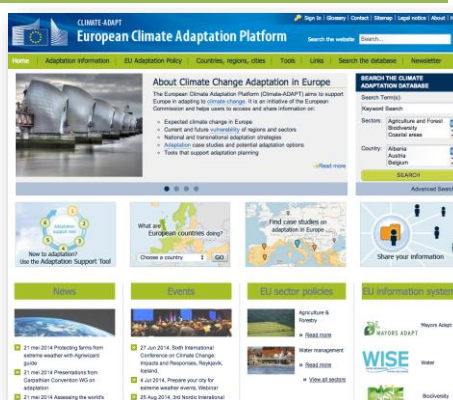 Sign In | Glossary | Contact | Sitemap | Legal notice | About |
CLIMATE-ADAPT
European Climate Adaptation Platform
Search the website
Search...
Home
Adaptation information
EU Adaptation Policy
Countries, regions, cities
Tools
Links
Search the database
Newsletter
About Climate Change Adaptation in Europe
The European Climate Adaptation Platform (Climate-ADAPT) aims to support
Europe in adapting to climate change. It is an initiative of the European
Commission and helps users to access and share information on:
Expected climate change in Europe
Current and future vulnerability of regions and sectors
National and transnational adaptation strategies
Adaptation case studies and potential adaptation options
Tools that support adaptation planning
»Read more
SEARCH THE CLIMATE
ADAPTATION DATABASE
Search Term(s):
Keyword Search
Sectors:
Agriculture and Forest
Biodiversity
Coastal areas
Country:
Albania
Austria
Belgium
SEARCH
Advanced Searc
Adaptation
support tool
New to adaptation?
Use the Adaptation Support Tool
What are
European countries doing?
Choose a country
GO
Find case studies on
adaptation in Europe
Share your information
News
Events
EU sector policies
EU Information system
21 mei 2014 Protecting farms from
extreme weather with Agriwizard
guide
21 mei 2014 Presentations from
Carpathian Convention WG on
adaptation
21 mei 2014 Assessing the world's
27 Jun 2014, Sixth International
Conference on Climate Change:
Impacts and Responses, Reykjavik,
Iceland,
4 Jul 2014, Prepare your city for
extreme weather events, Webinar
25 Aug 2014, 3rd Nordic International
Agriculture &
Forestry
» Read more
Water management
» Read more
» View all sectors
MAYORS ADAPT
Mayors Adapt
WISE
Water
Biodiversity